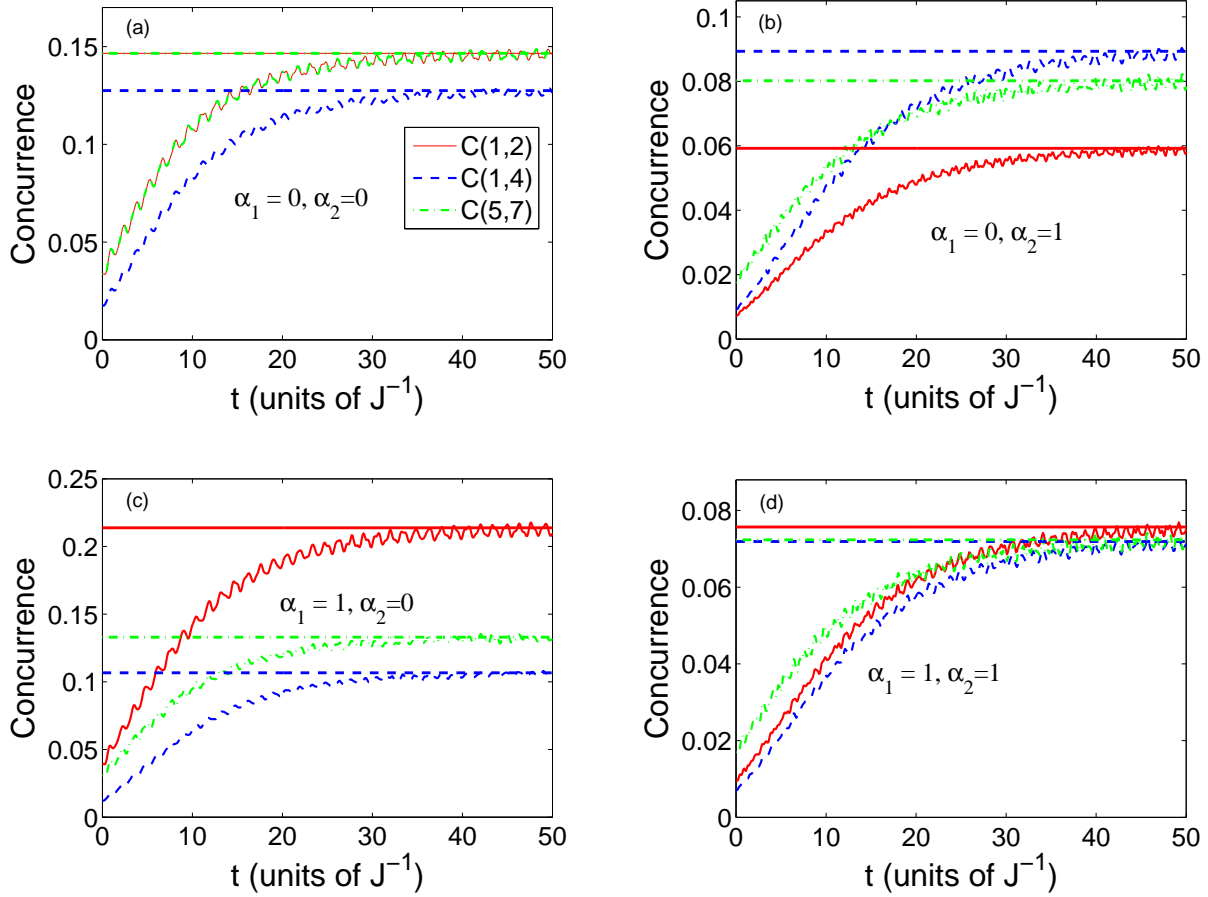 (a)
Concurrence
0.15
0.1
0.05
0
C(1,2)
C(1,4)
C(5,7)
α1 = 0, α2=0
0 10 20 30 40 50
t (units of J⁻¹)
(b)
Concurrence
0.1
0.08
0.06
0.04
0.02
0
α1 = 0, α2=1
0 10 20 30 40 50
t (units of J⁻¹)
(c)
Concurrence
0.25
0.2
0.15
0.1
0.05
0
α1 = 1, α2=0
0 10 20 30 40 50
t (units of J⁻¹)
(d)
Concurrence
0.08
0.06
0.04
0.02
0
α1 = 1, α2=1
0 10 20 30 40 50
t (units of J⁻¹)